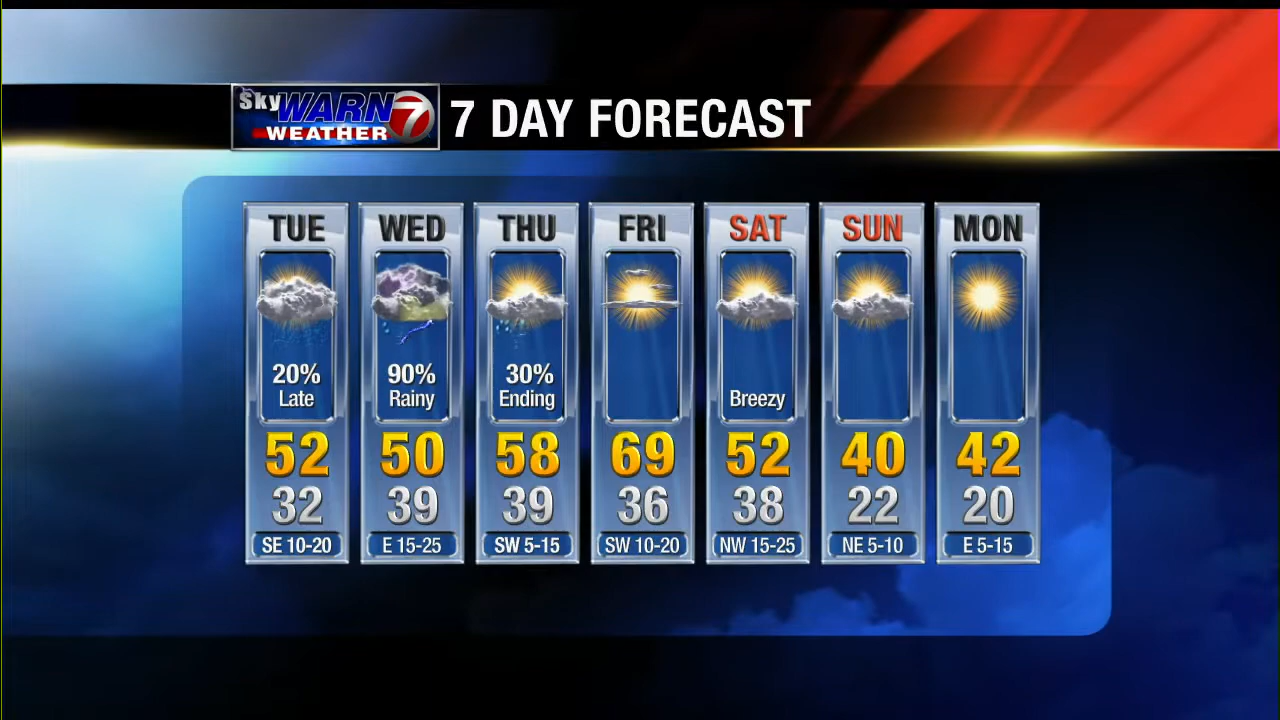 SkyWARN 7
WEATHER
7 DAY FORECAST
TUE WED THU FRI SAT SUN MON
20% 90% 30%
Late Rainy Ending Breezy
52 50 58 69 52 40 42
32 39 39 36 38 22 20
SE 10-20 E 15-25 SW 5-15 SW 10-20 NW 15-25 NE 5-10 E 5-15